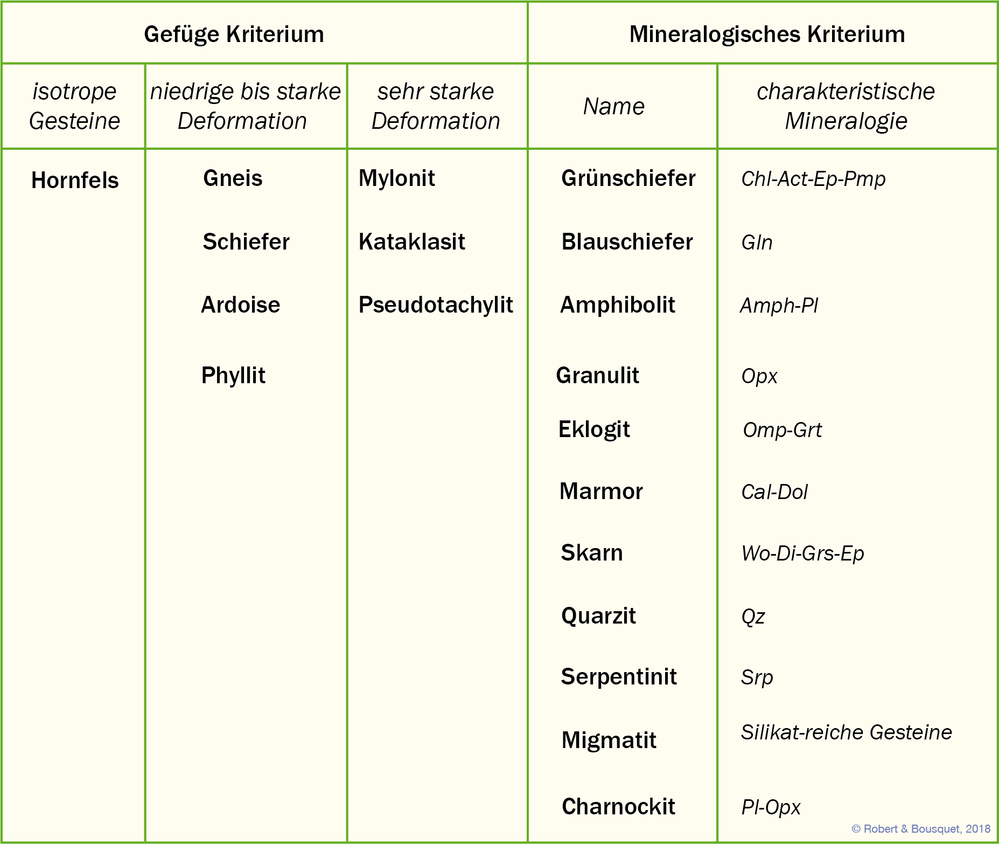 Gefüge Kriterium
Mineralogisches Kriterium
isotrope
Gesteine
niedrige bis starke
Deformation
sehr starke
Deformation
Name
charakteristische
Mineralogie
Hornfels
Gneis
Mylonit
Grünschiefer
Chl-Act-Ep-Pmp
Schiefer
Kataklasit
Blauschiefer
Gln
Ardoise
Pseudotachylit
Amphibolit
Amph-Pl
Phyllit
Granulit
Opx
Eklogit
Omp-Grt
Marmor
Cal-Dol
Skarn
Wo-Di-Grs-Ep
Quarzit
Qz
Serpentinit
Srp
Migmatit
Silikat-reiche Gesteine
Charnockit
Pl-Opx
© Robert & Bousquet, 2018